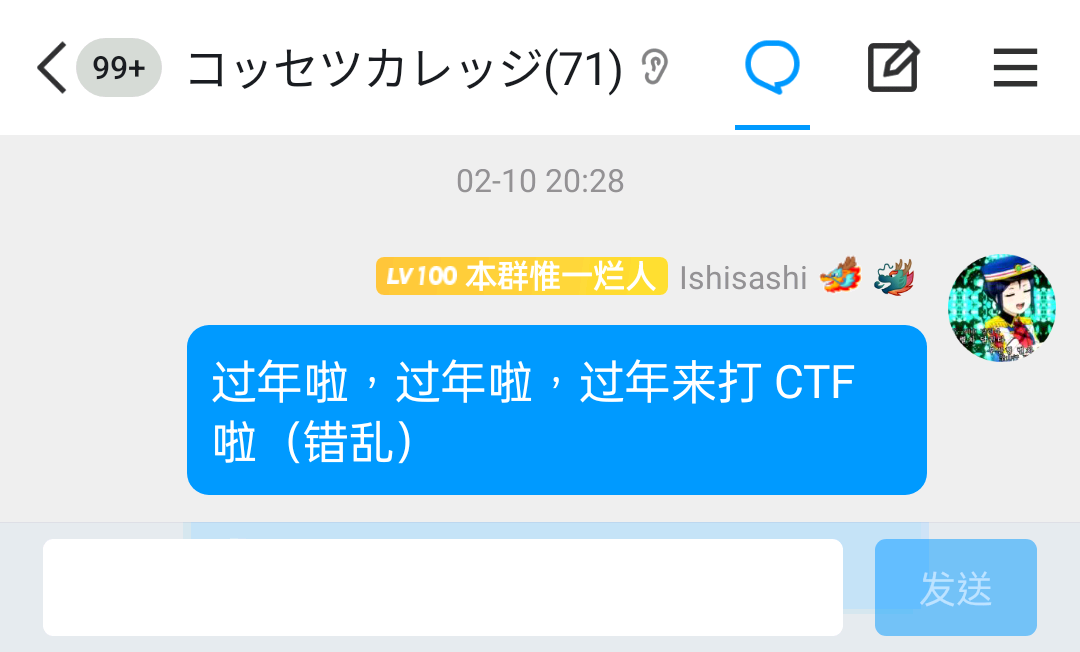 99+ コッセツカレッジ(71)
02-10 20:28
LV100 本群惟一烂人 Ishisashi
过年啦，过年啦，过年来打 CTF
啦（错乱）
发送